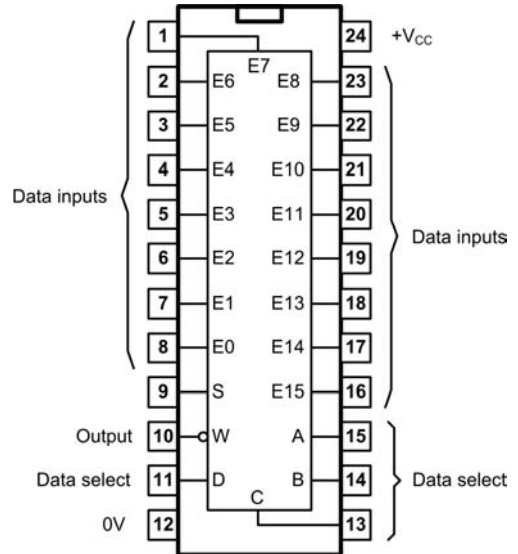 1 E7 24 +VCC
2 E6 E8 23
3 E5 E9 22
4 E4 E10 21
Data inputs
5 E3 E11 20
Data inputs
6 E2 E12 19
7 E1 E13 18
8 E0 E14 17
9 S E15 16
Output 10 W A 15
Data select 11 D B 14 Data select
0V 12 C 13